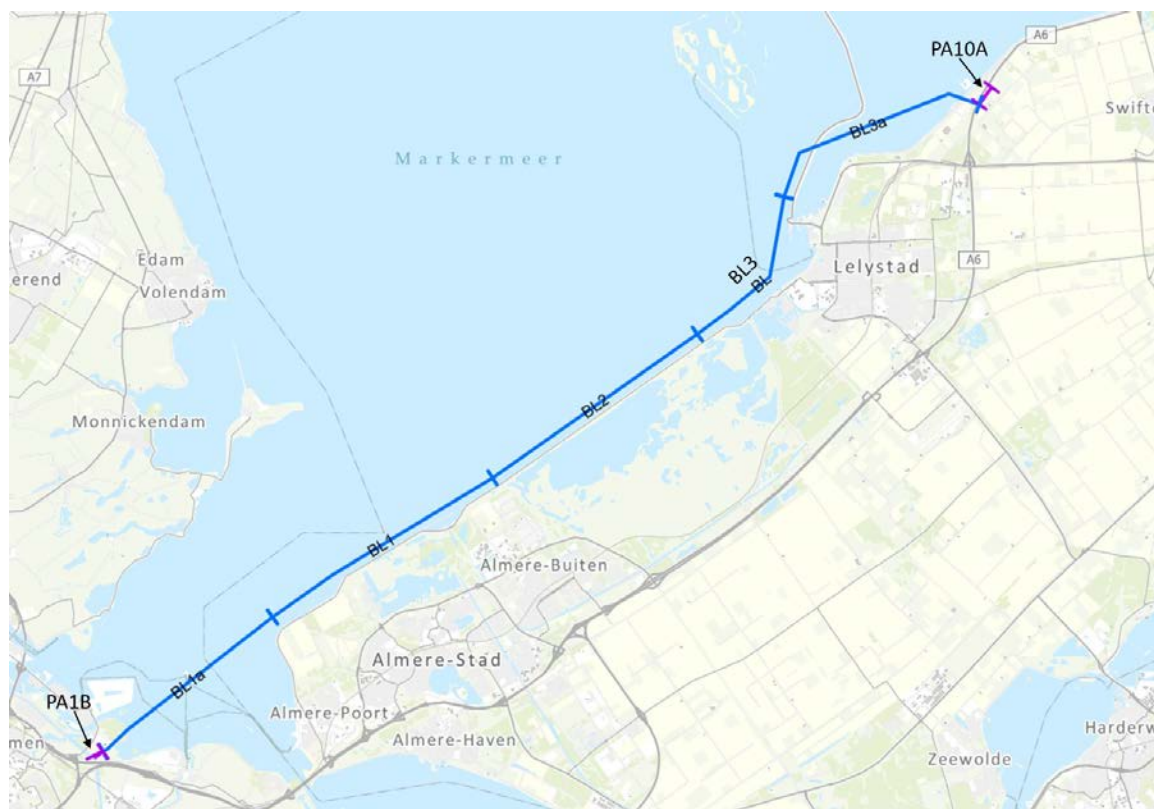 A6
PA10A
A7
Swifte
BL3a
Markermeer
Edam
erend
Volendam
BL3
BL
Lelystad
A6
Monnickendam
BL2
BL1
Almere-Buiten
Almere-Stad
BL1a
PA1B
Almere-Poort
Almere-Haven
Harderw
men
Zeewolde